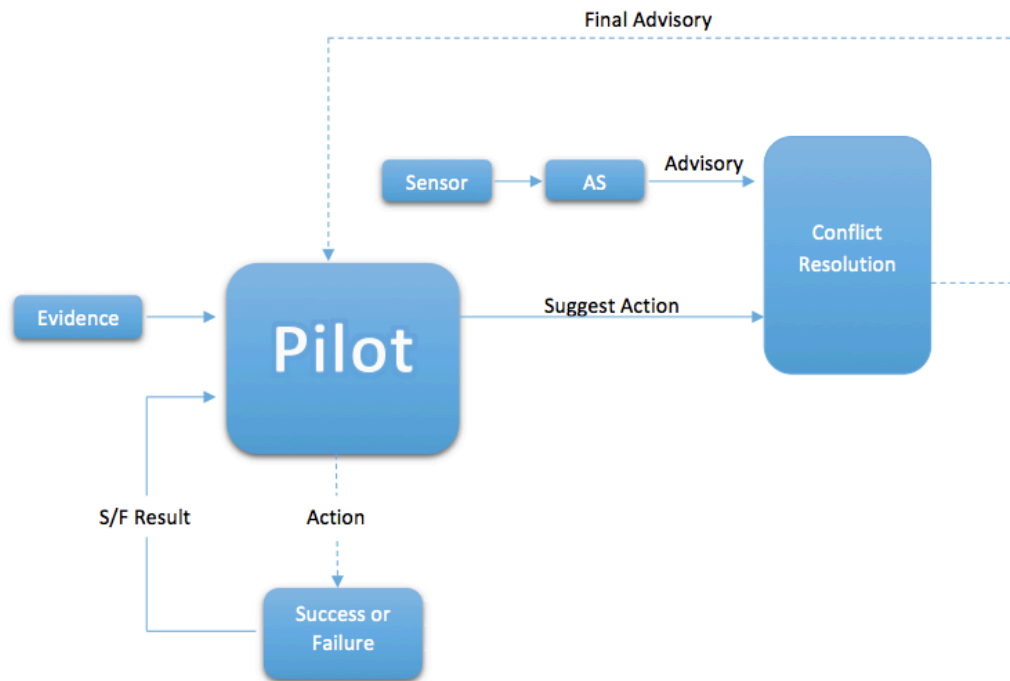 Final Advisory
Sensor
AS
Advisory
Conflict
Resolution
Evidence
Pilot
Suggest Action
S/F Result
Action
Success or
Failure